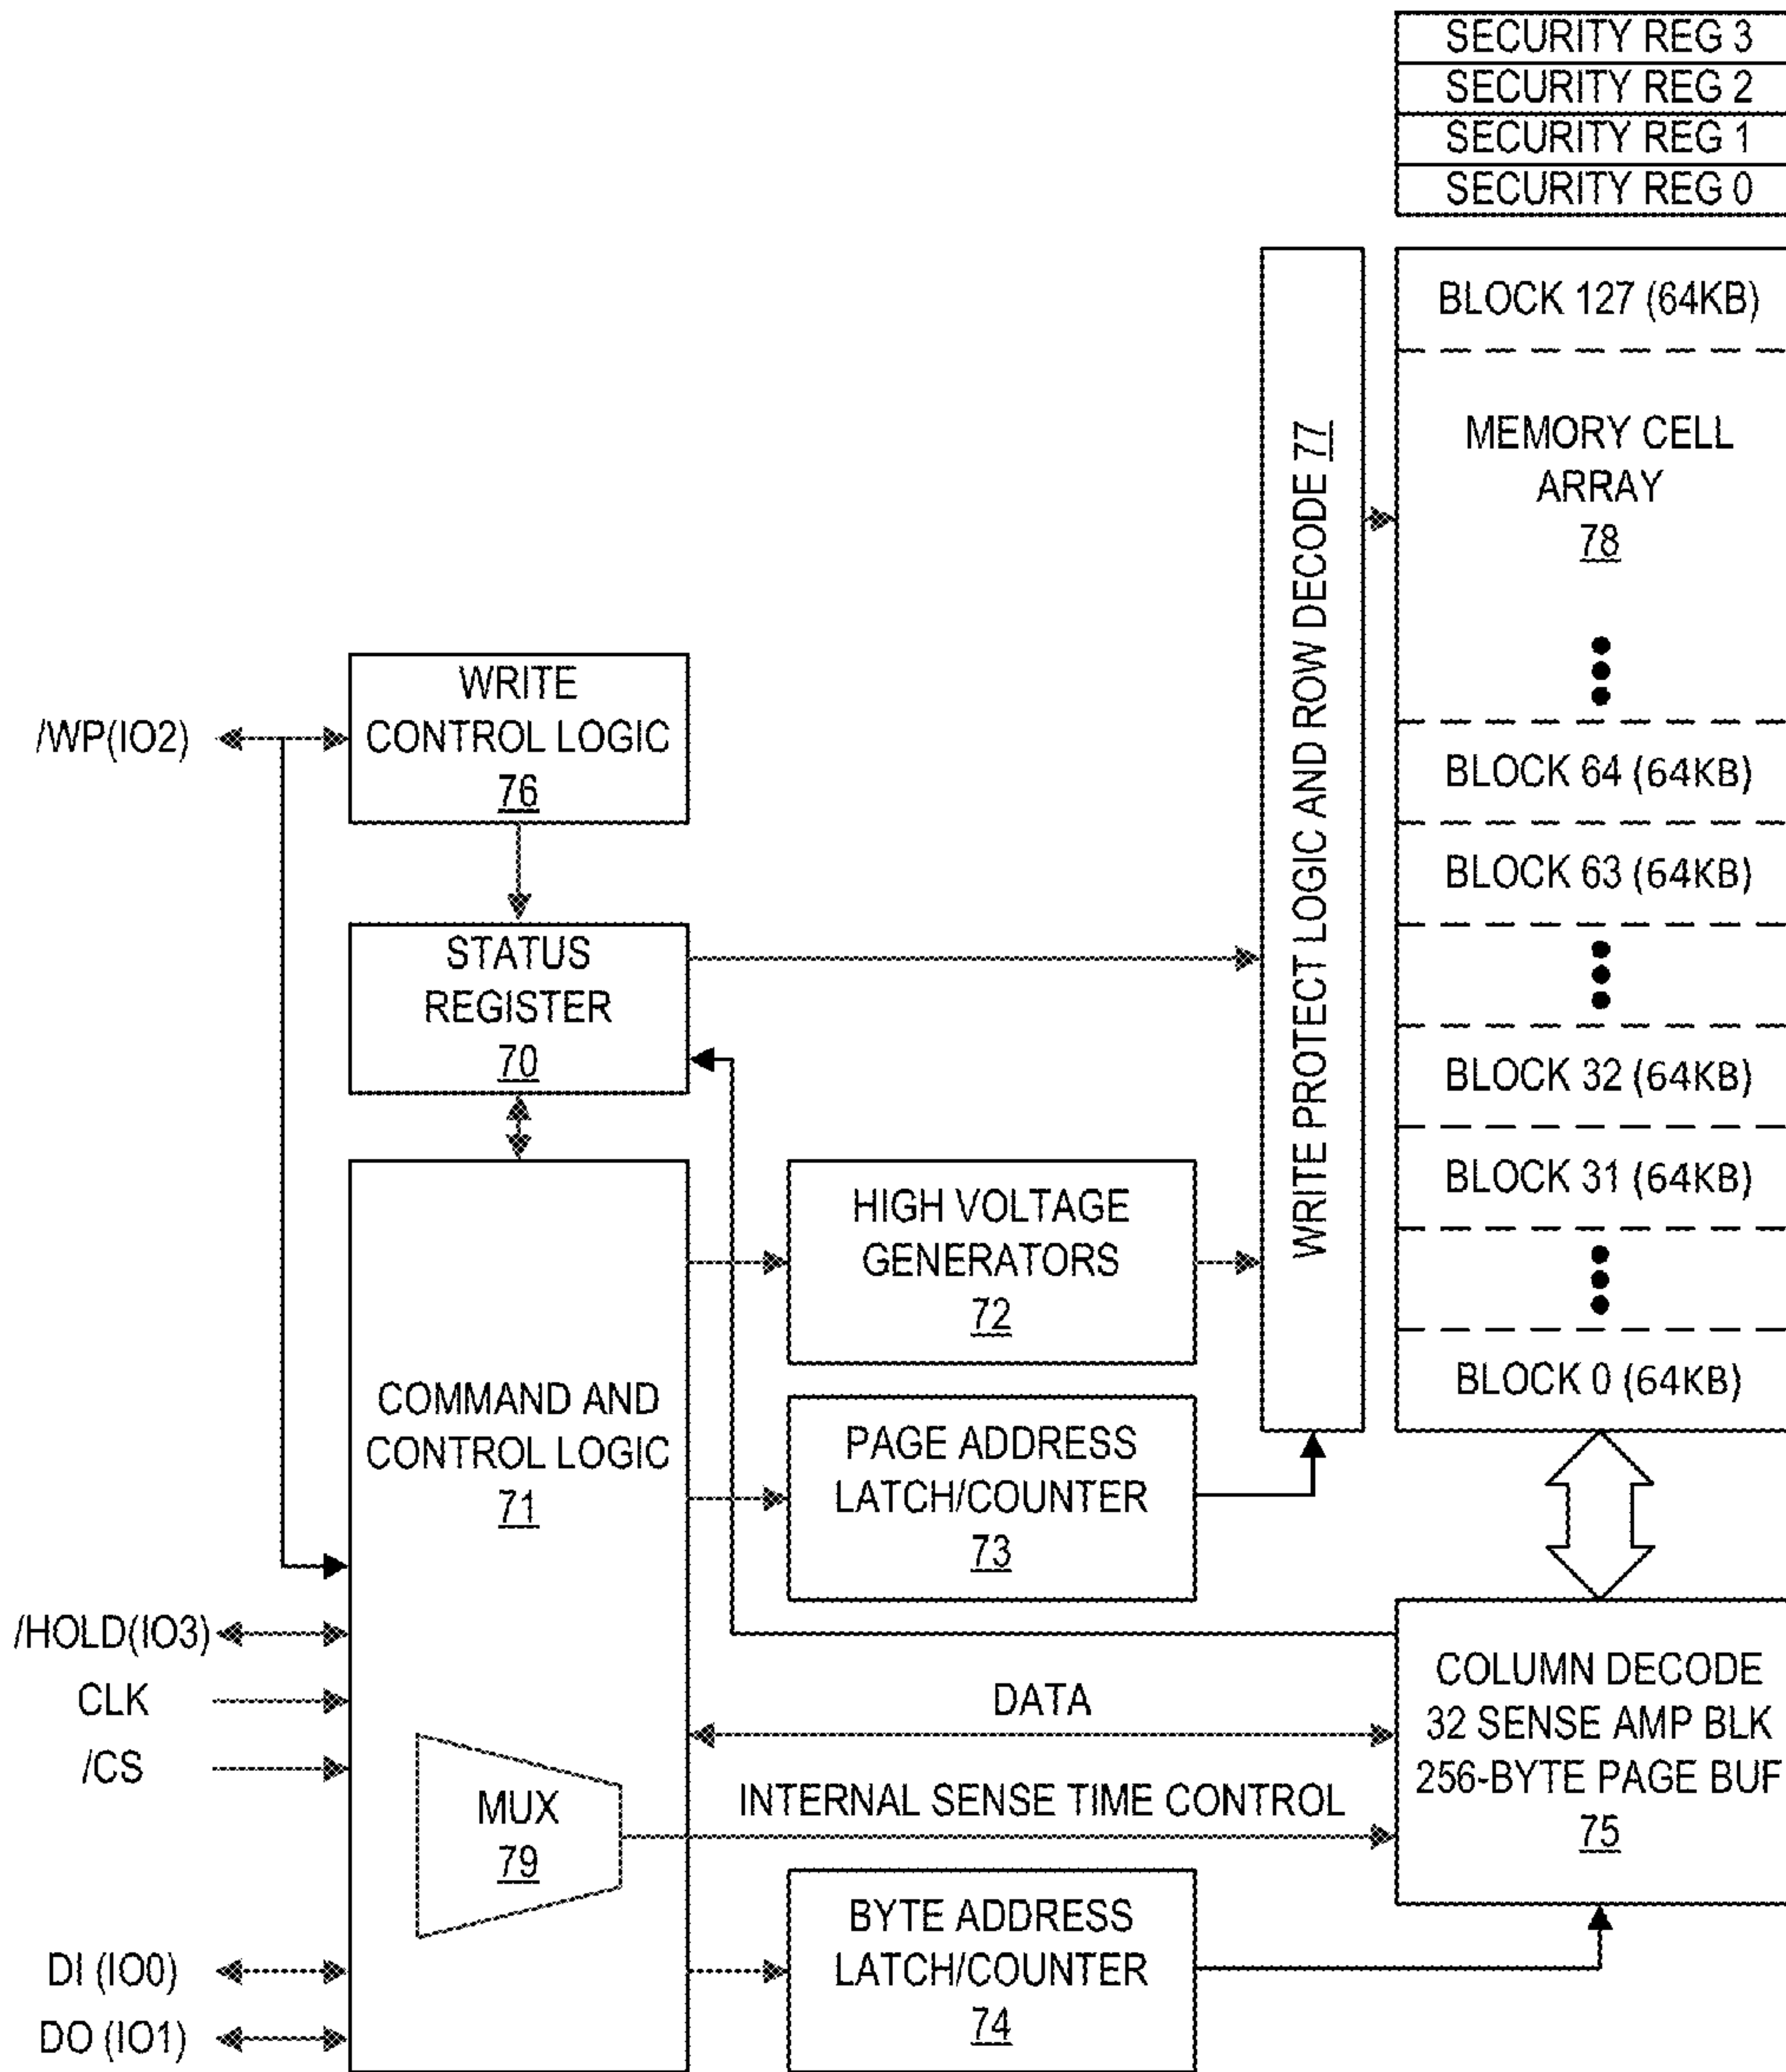 SECURITY REG 3
SECURITY REG 2
SECURITY REG 1
SECURITY REG 0
BLOCK 127 (64KB)
MEMORY CELL
ARRAY
78
BLOCK 64 (64KB)
BLOCK 63 (64KB)
BLOCK 32 (64KB)
BLOCK 31 (64KB)
BLOCK 0 (64KB)
WRITE PROTECT LOGIC AND ROW DECODE 77
/WP(IO2)
WRITE
CONTROL LOGIC
76
STATUS
REGISTER
70
HIGH VOLTAGE
GENERATORS
72
COMMAND AND
CONTROL LOGIC
71
PAGE ADDRESS
LATCH/COUNTER
73
/HOLD(IO3)
CLK
/CS
DATA
COLUMN DECODE
32 SENSE AMP BLK
256-BYTE PAGE BUF
75
INTERNAL SENSE TIME CONTROL
MUX
79
BYTE ADDRESS
LATCH/COUNTER
74
DI (IO0)
DO (IO1)